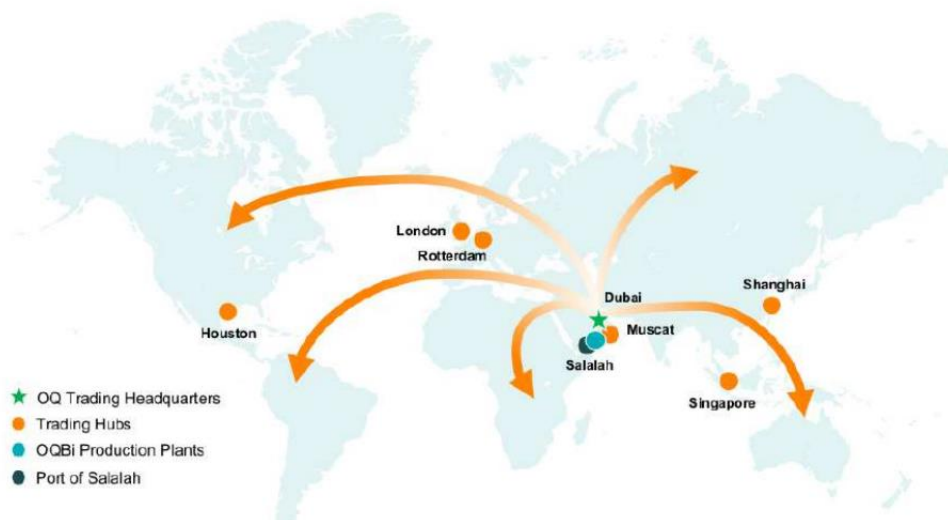 London
Rotterdam
Shanghai
Dubai
Houston
Muscat
Salalah
Singapore
OQ Trading Headquarters
Trading Hubs
OQBi Production Plants
Port of Salalah